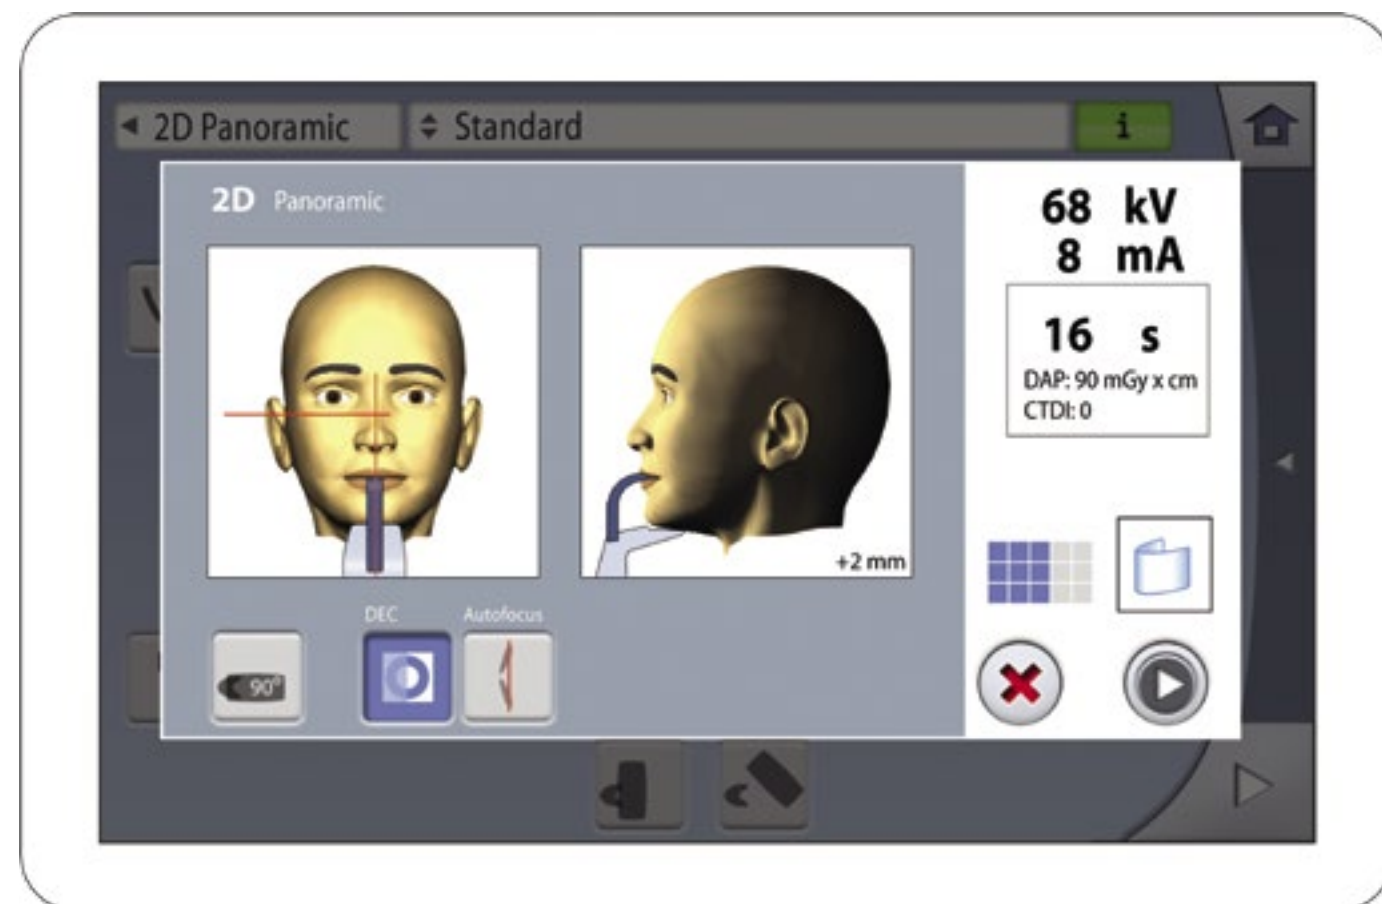 2D Panoramic
Standard
i
2D Panoramic
68 kV
8 mA
16 s
DAP: 90 mGy x cm
CTDI: 0
+2 mm
DEC
Autofocus
90°